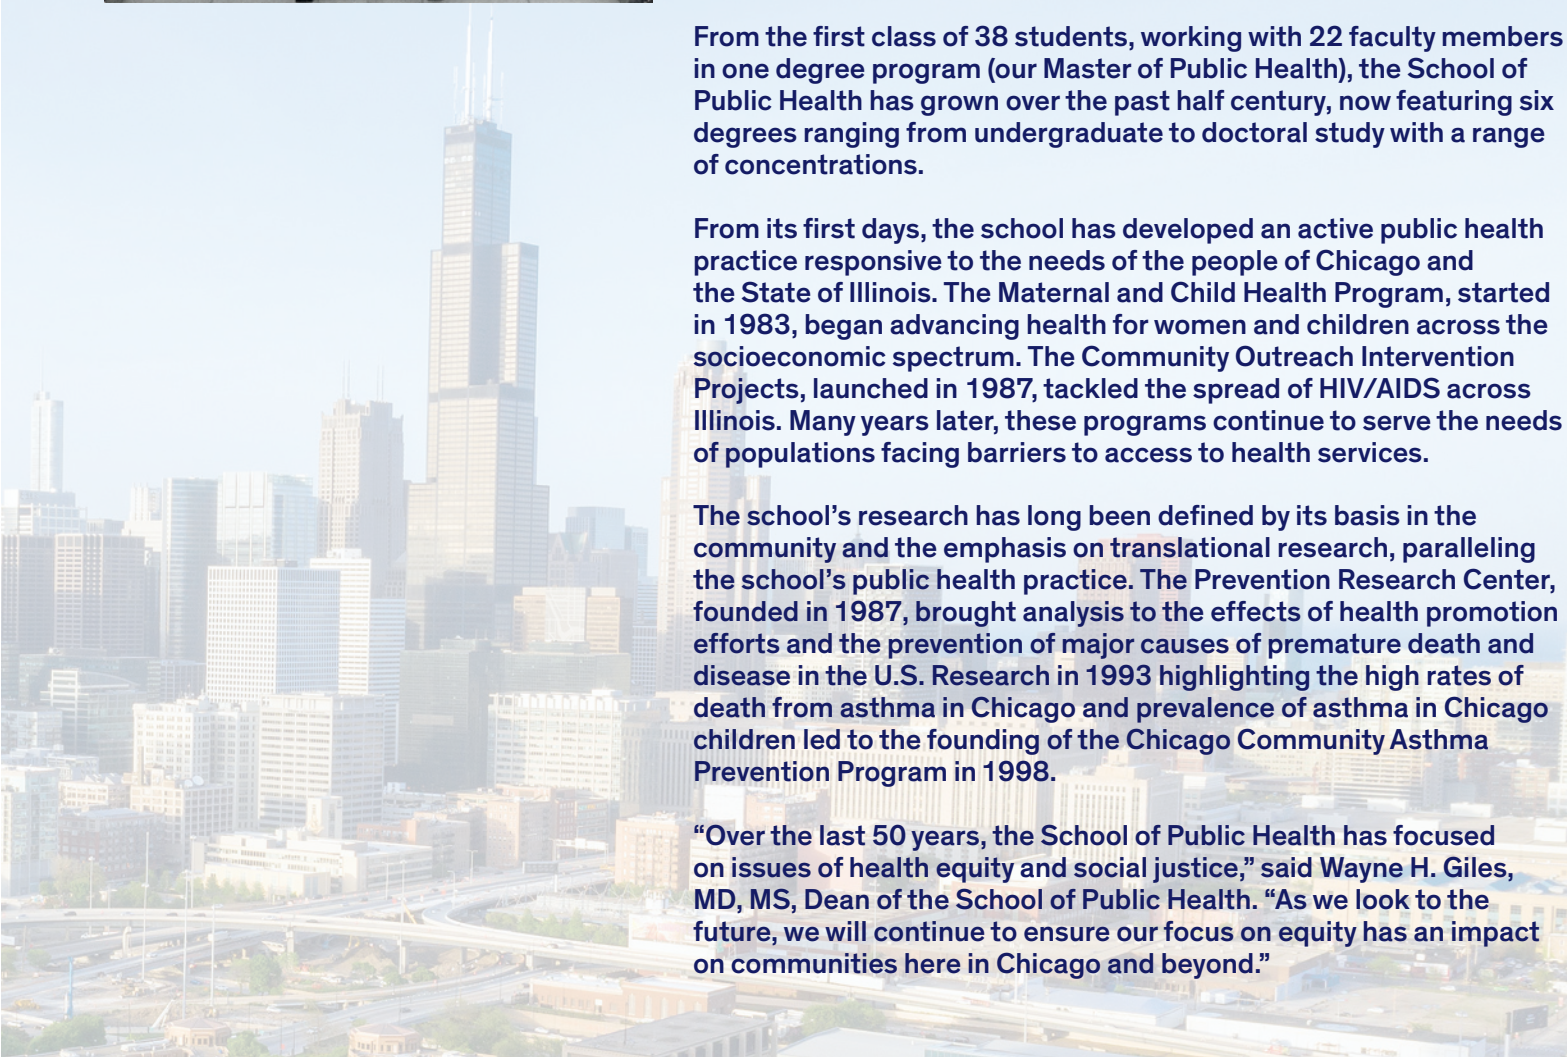 From the first class of 38 students, working with 22 faculty members
in one degree program (our Master of Public Health), the School of
Public Health has grown over the past half century, now featuring six
degrees ranging from undergraduate to doctoral study with a range
of concentrations.
From its first days, the school has developed an active public health
practice responsive to the needs of the people of Chicago and
the State of Illinois. The Maternal and Child Health Program, started
in 1983, began advancing health for women and children across the
socioeconomic spectrum. The Community Outreach Intervention
Projects, launched in 1987, tackled the spread of HIV/AIDS across
Illinois. Many years later, these programs continue to serve the needs
of populations facing barriers to access to health services.
The school’s research has long been defined by its basis in the
community and the emphasis on translational research, paralleling
the school’s public health practice. The Prevention Research Center,
founded in 1987, brought analysis to the effects of health promotion
efforts and the prevention of major causes of premature death and
disease in the U.S. Research in 1993 highlighting the high rates of
death from asthma in Chicago and prevalence of asthma in Chicago
children led to the founding of the Chicago Community Asthma
Prevention Program in 1998.
“Over the last 50 years, the School of Public Health has focused
on issues of health equity and social justice,” said Wayne H. Giles,
MD, MS, Dean of the School of Public Health. “As we look to the
future, we will continue to ensure our focus on equity has an impact
on communities here in Chicago and beyond.”